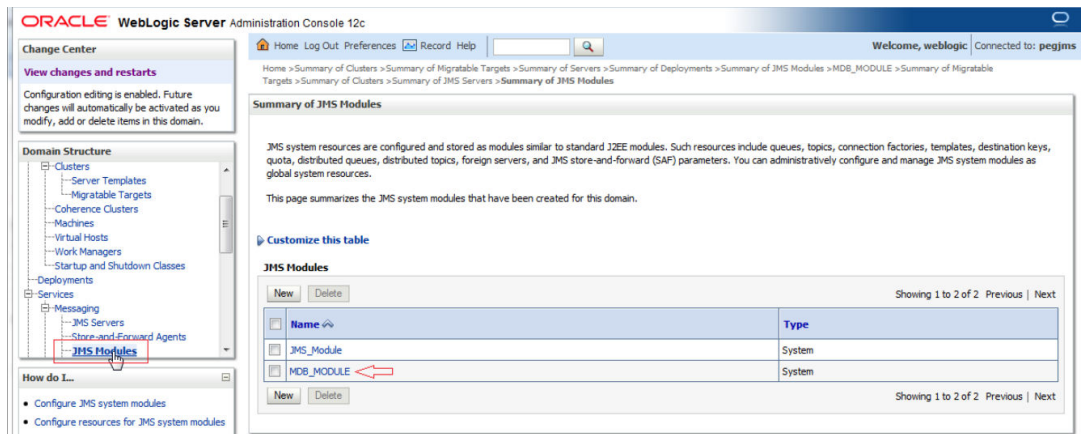 ORACLE WebLogic Server Administration Console 12c
Change Center
View changes and restarts
Configuration editing is enabled. Future
changes will automatically be activated as you
modify, add or delete items in this domain.
Domain Structure
Clusters
Server Templates
Migratable Targets
Coherence Clusters
Machines
Virtual Hosts
Work Managers
Startup and Shutdown Classes
Deployments
Services
Messaging
JMS Servers
Store-and-Forward Agents
JMS Modules
How do I...
Configure JMS system modules
Configure resources for JMS system modules
Home Log Out Preferences Record Help
Welcome, weblogic Connected to: pegjms
Home >Summary of Clusters >Summary of Migratable Targets >Summary of Servers >Summary of Deployments >Summary of JMS Modules >MDB_MODULE >Summary of Migratable
Targets >Summary of Clusters >Summary of JMS Servers >Summary of JMS Modules
Summary of JMS Modules
JMS system resources are configured and stored as modules similar to standard J2EE modules. Such resources include queues, topics, connection factories, templates, destination keys,
quota, distributed queues, distributed topics, foreign servers, and JMS store-and-forward (SAF) parameters. You can administratively configure and manage JMS system modules as
global system resources.
This page summarizes the JMS system modules that have been created for this domain.
Customize this table
JMS Modules
New Delete Showing 1 to 2 of 2 Previous | Next
Name Type
JMS_Module System
MDB_MODULE System
New Delete Showing 1 to 2 of 2 Previous | Next